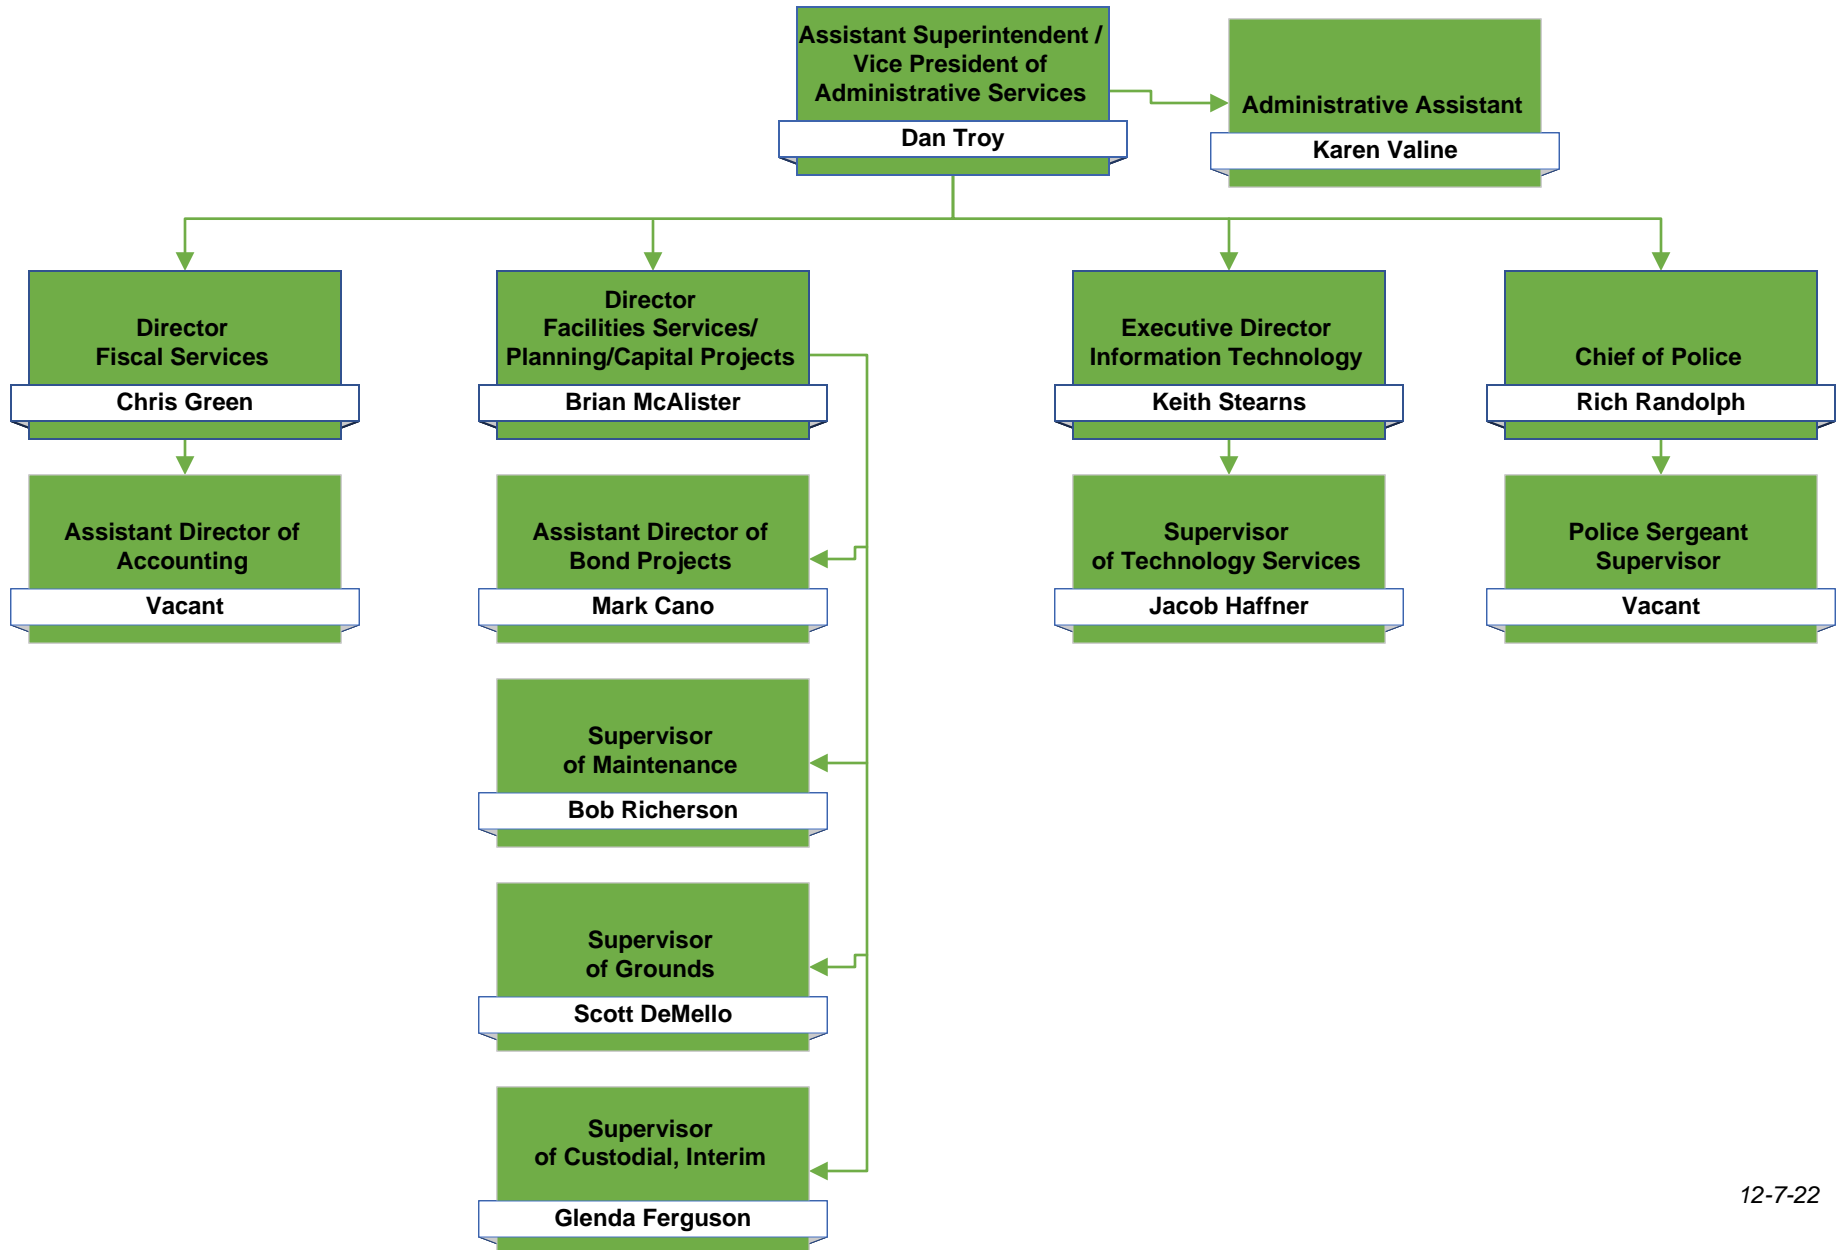 Assistant Superintendent /
Vice President of
Administrative Services
Dan Troy
Administrative Assistant
Karen Valine
Director
Fiscal Services
Chris Green
Director
Facilities Services/
Planning/Capital Projects
Brian McAlister
Executive Director
Information Technology
Keith Stearns
Chief of Police
Rich Randolph
Assistant Director of
Accounting
Vacant
Assistant Director of
Bond Projects
Mark Cano
Supervisor
of Technology Services
Jacob Haffner
Police Sergeant
Supervisor
Vacant
Supervisor
of Maintenance
Bob Richerson
Supervisor
of Grounds
Scott DeMello
Supervisor
of Custodial, Interim
Glenda Ferguson
12-7-22